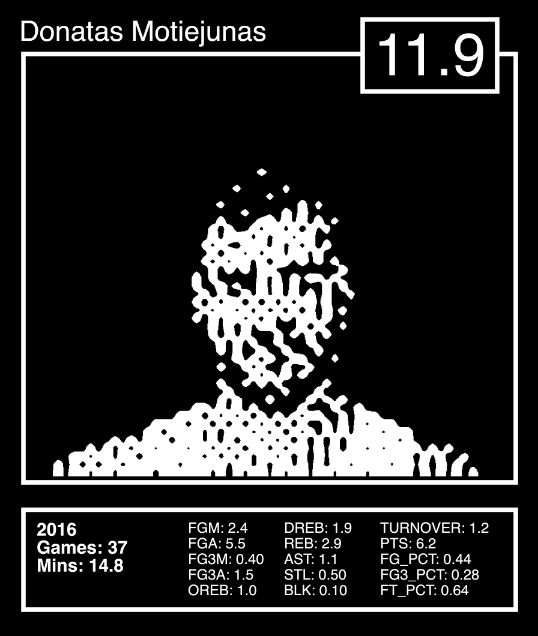 Donatas Motiejunas
11.9
2016
Games: 37
Mins: 14.8
FGM: 2.4
FGA: 5.5
FG3M: 0.40
FG3A: 1.5
OREB: 1.0
DREB: 1.9
REB: 2.9
AST: 1.1
STL: 0.50
BLK: 0.10
TURNOVER: 1.2
PTS: 6.2
FG_PCT: 0.44
FG3_PCT: 0.28
FT_PCT: 0.64